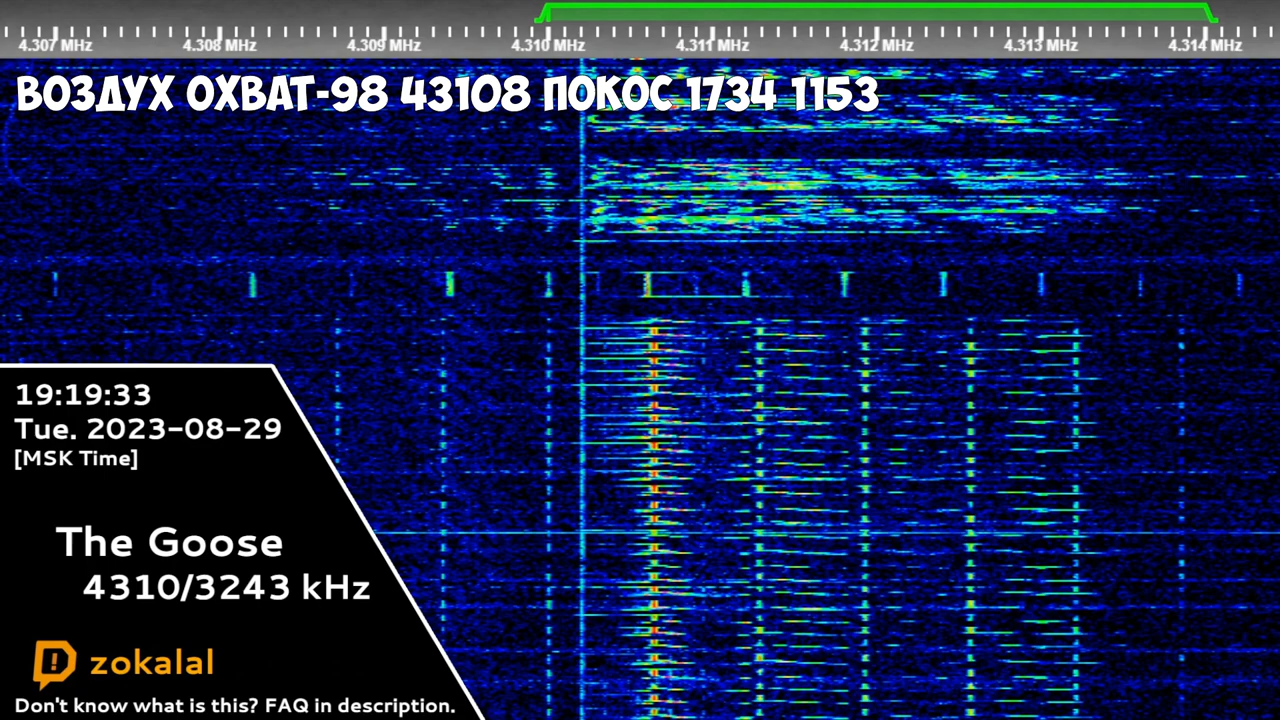 4.307 MHz 4.308 MHz 4.309 MHz 4.310 MHz 4.311 MHz 4.312 MHz 4.313 MHz 4.314 MHz
ВОЗДУХ ОХВАТ-98 43108 ПОКОС 1734 1153
19:19:33
Tue. 2023-08-29
[MSK Time]
The Goose
4310/3243 kHz
zokalal
Don't know what is this? FAQ in description.